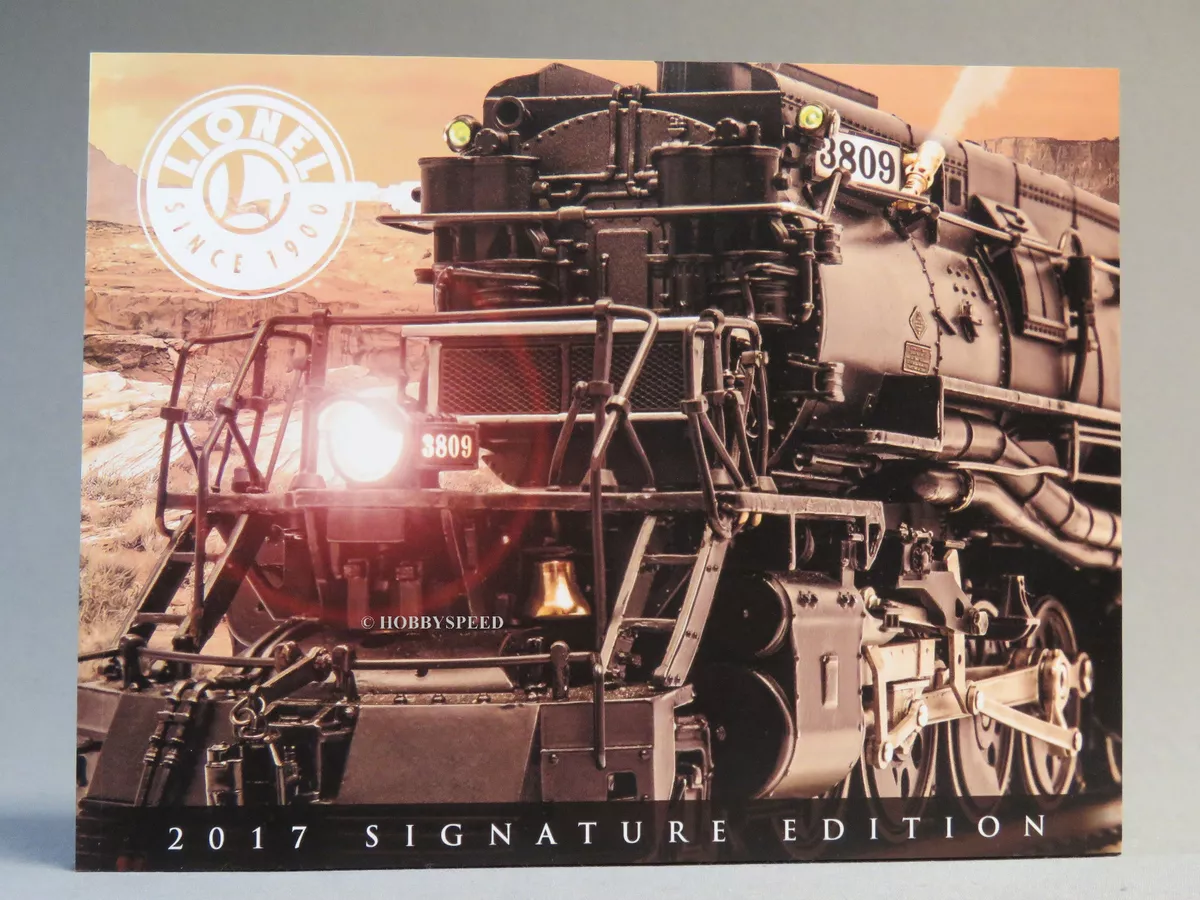 LIONEL
SINCE 1900
L
3809
3809
© HOBBYSPEED
2017 SIGNATURE EDITION